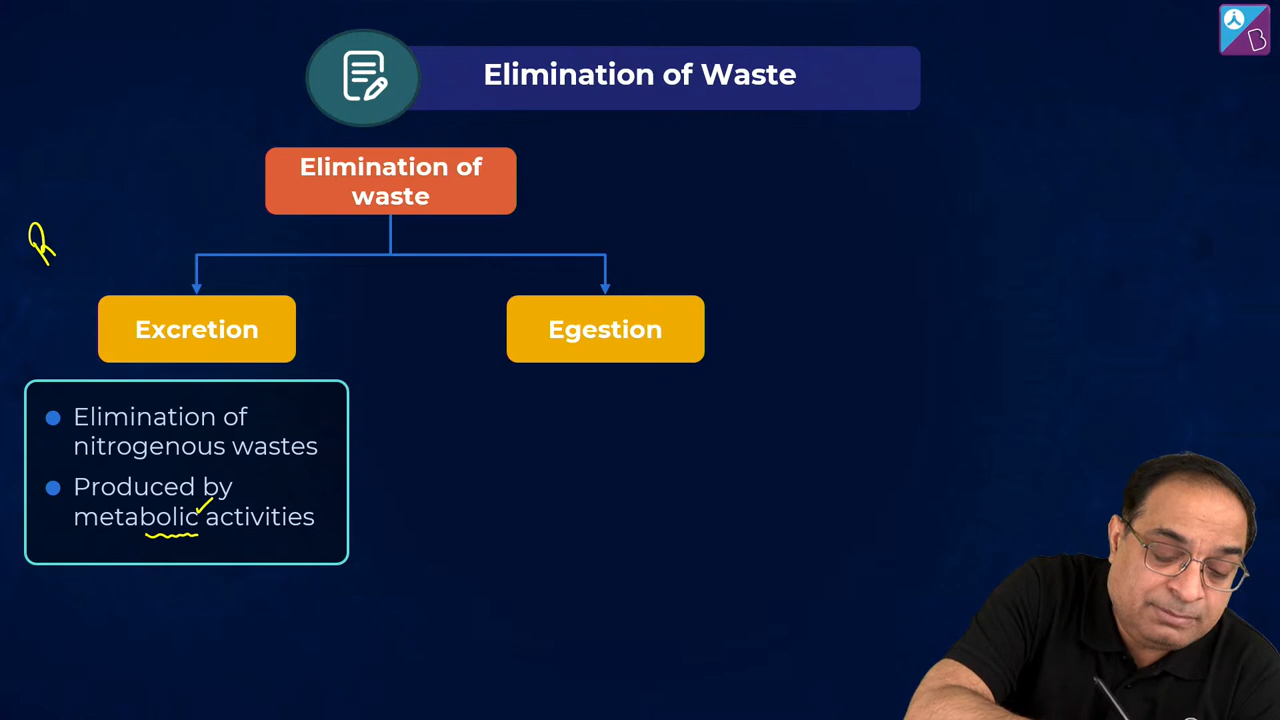 Elimination of Waste
Elimination of
waste
R
Excretion
Egestion
Elimination of
nitrogenous wastes
Produced by
metabolic activities
B